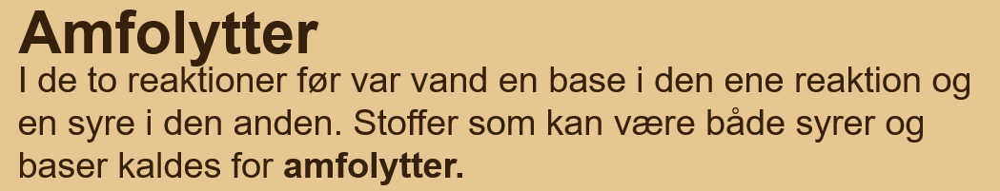 Amfolytter
I de to reaktioner før var vand en base i den ene reaktion og
en syre i den anden. Stoffer som kan være både syrer og
baser kaldes for amfolytter.